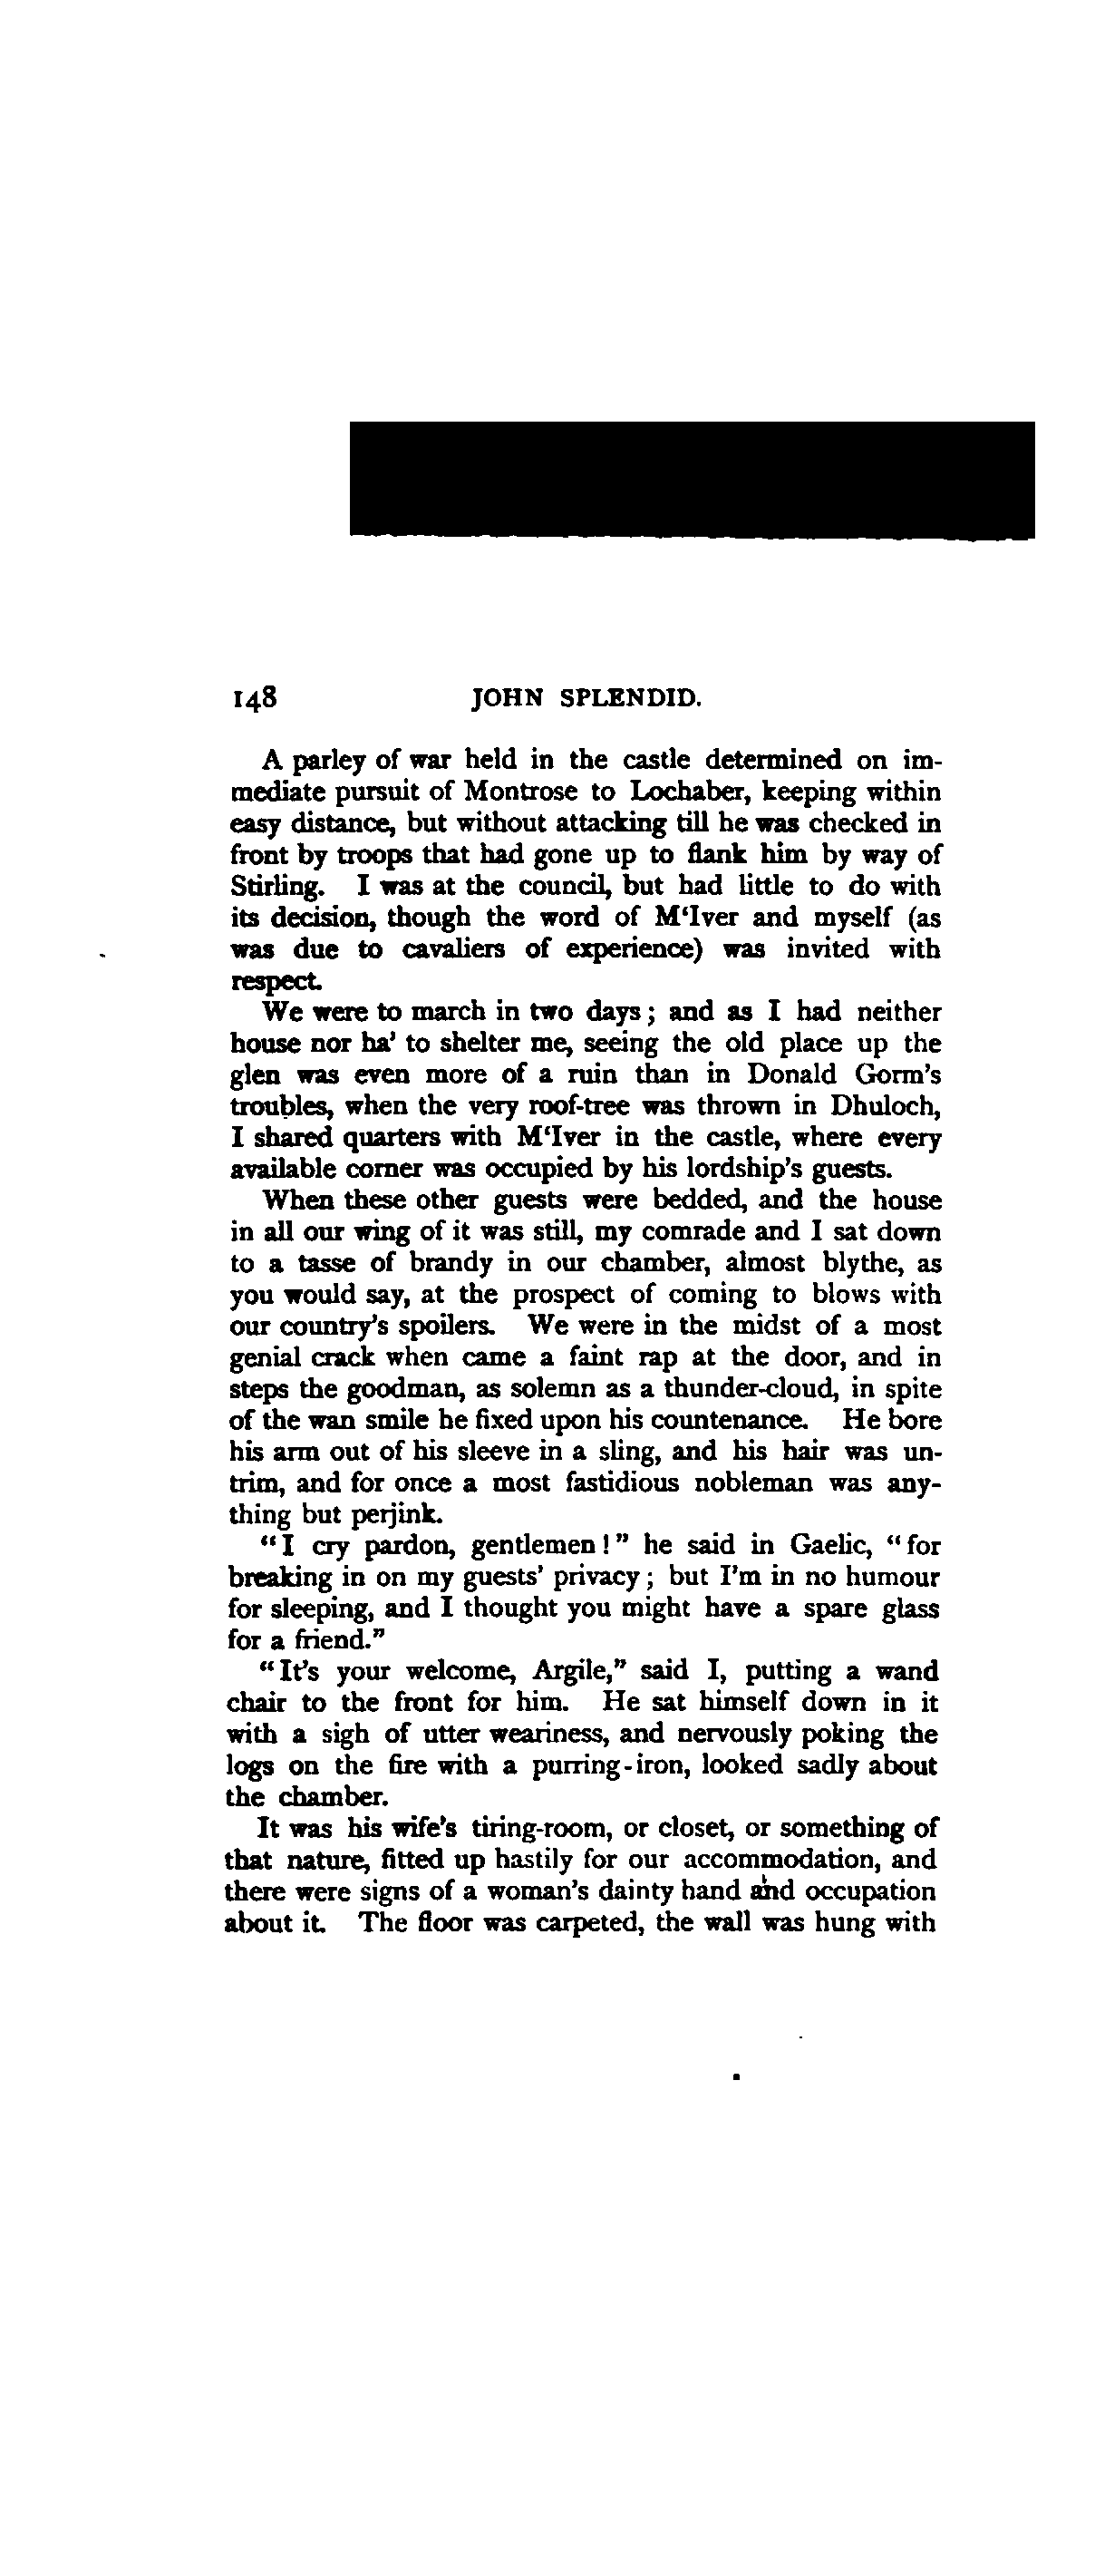 148 JOHN SPLENDID.
A parley of war held in the castle determined on im-
mediate pursuit of Montrose to Lochaber, keeping within
easy distance, but without attacking till he was checked in
front by troops that had gone up to flank him by way of
Stirling. I was at the council, but had little to do with
its decision, though the word of M‘Iver and myself (as
was due to cavaliers of experience) was invited with
respect.
We were to march in two days; and as I had neither
house nor ha’ to shelter me, seeing the old place up the
glen was even more of a ruin than in Donald Gorm’s
troubles, when the very roof-tree was thrown in Dhuloch,
I shared quarters with M‘Iver in the castle, where every
available corner was occupied by his lordship’s guests.
When these other guests were bedded, and the house
in all our wing of it was still, my comrade and I sat down
to a tasse of brandy in our chamber, almost blythe, as
you would say, at the prospect of coming to blows with
our country’s spoilers. We were in the midst of a most
genial crack when came a faint rap at the door, and in
steps the goodman, as solemn as a thunder-cloud, in spite
of the wan smile he fixed upon his countenance. He bore
his arm out of his sleeve in a sling, and his hair was un-
trim, and for once a most fastidious nobleman was any-
thing but perjink.
“I cry pardon, gentlemen!” he said in Gaelic, “for
breaking in on my guests’ privacy; but I’m in no humour
for sleeping, and I thought you might have a spare glass
for a friend.”
“It’s your welcome, Argile,” said I, putting a wand
chair to the front for him. He sat himself down in it
with a sigh of utter weariness, and nervously poking the
logs on the fire with a purring-iron, looked sadly about
the chamber.
It was his wife’s tiring-room, or closet, or something of
that nature, fitted up hastily for our accommodation, and
there were signs of a woman’s dainty hand and occupation
about it. The floor was carpeted, the wall was hung with